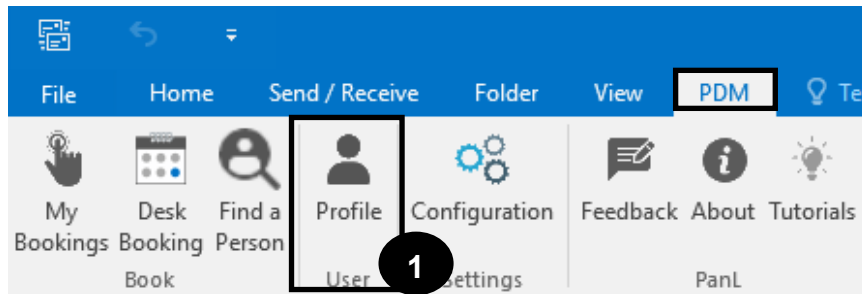 File Home Send / Receive Folder View PDM Te
My Bookings
Desk Booking
Find a Person
Profile
Configuration
Feedback
About
Tutorials
Book User 1 Settings PanL